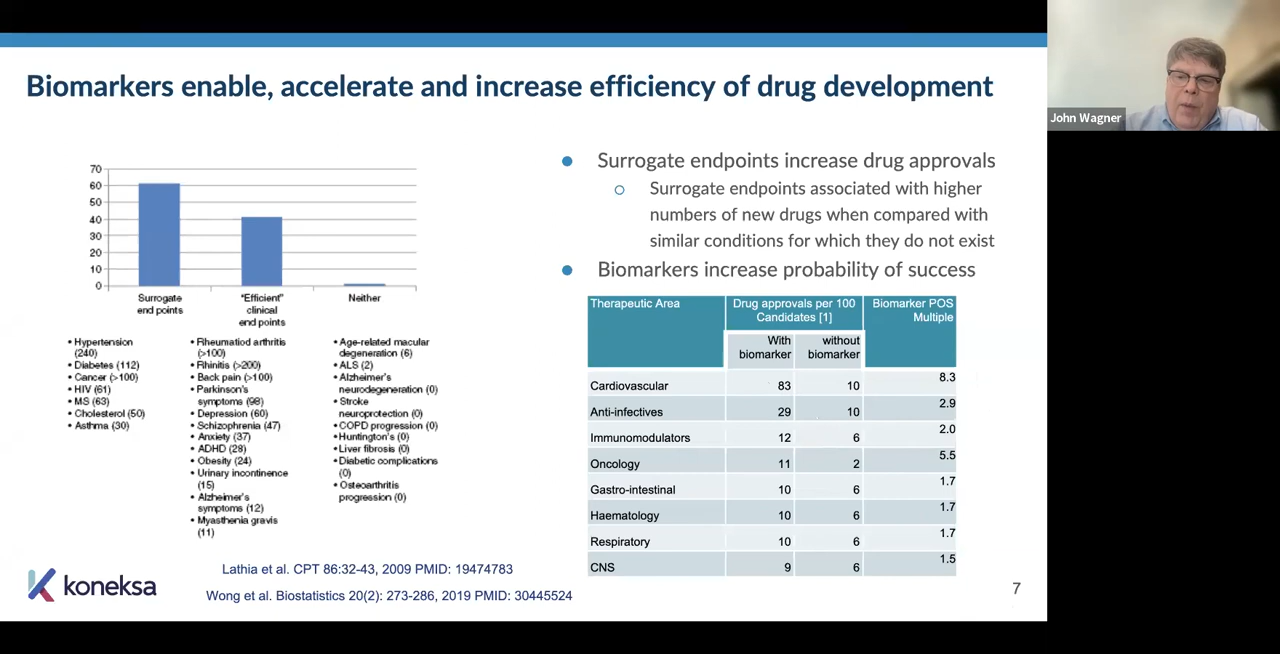 Biomarkers enable, accelerate and increase efficiency of drug development
John Wagner
70
60
50
40
30
20
10
0
Surrogate
end points
"Efficient"
clinical
end points
Neither
• Hypertension
(240)
• Diabetes (112)
• Cancer (>100)
• HIV (61)
• MS (63)
• Cholesterol (50)
• Asthma (30)
• Rheumatiod arthritis
(>100)
• Rhinitis (>200)
• Back pain (>100)
• Parkinson's
symptoms (98)
• Depression (60)
• Schizophrenia (47)
• Anxiety (37)
• ADHD (28)
• Obesity (24)
• Urinary incontinence
(15)
• Alzheimer's
symptoms (12)
• Myasthenia gravis
(11)
• Age-related macular
degeneration (6)
• ALS (2)
• Alzheimer's
neurodegeneration (0)
• Stroke
neuroprotection (0)
• COPD progression (0)
• Huntington's (0)
• Liver fibrosis (0)
• Diabetic complications
(0)
• Osteoarthritis
progression (0)
● Surrogate endpoints increase drug approvals
○ Surrogate endpoints associated with higher
numbers of new drugs when compared with
similar conditions for which they do not exist
● Biomarkers increase probability of success
Therapeutic Area
Drug approvals per 100
Candidates [1]
Biomarker POS
Multiple
With
biomarker
without
biomarker
Cardiovascular 83 10 8.3
Anti-infectives 29 10 2.9
Immunomodulators 12 6 2.0
Oncology 11 2 5.5
Gastro-intestinal 10 6 1.7
Haematology 10 6 1.7
Respiratory 10 6 1.7
CNS 9 6 1.5
koneksa
Lathia et al. CPT 86:32-43, 2009 PMID: 19474783
Wong et al. Biostatistics 20(2): 273-286, 2019 PMID: 30445524
7